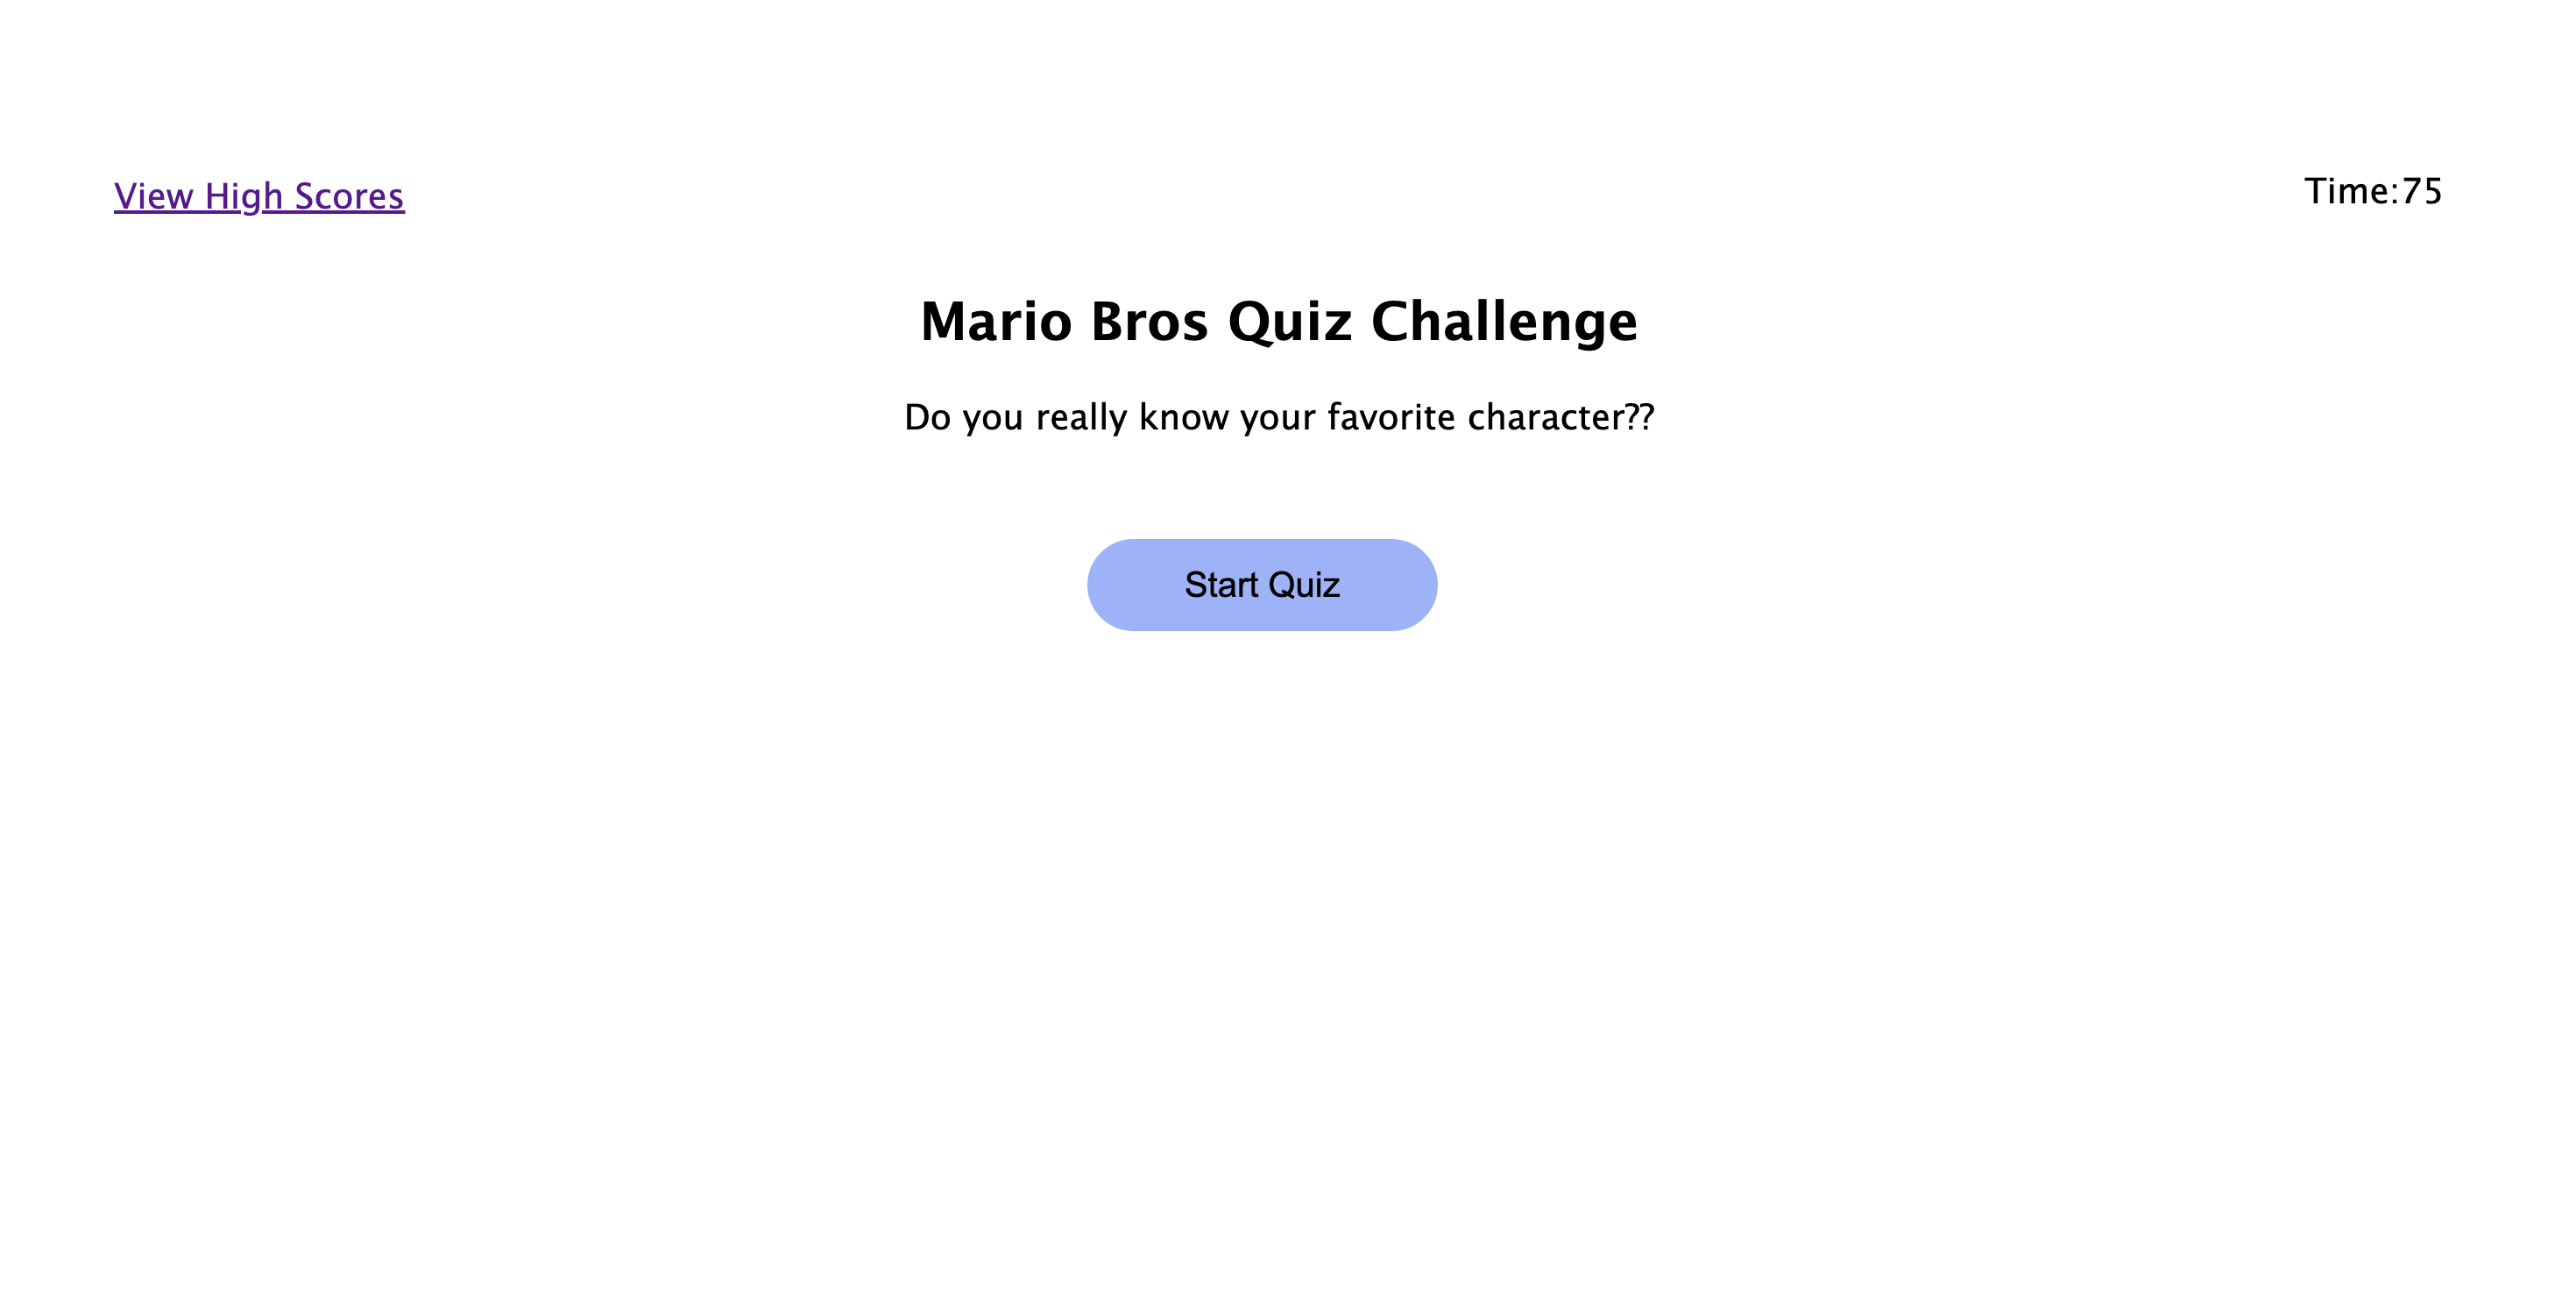 View High Scores
Time:75
Mario Bros Quiz Challenge
Do you really know your favorite character??
Start Quiz